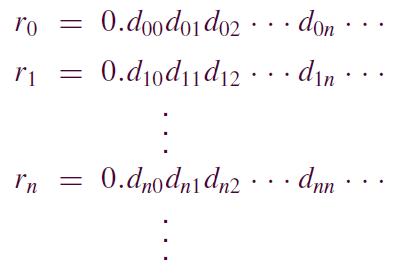 r₀ = 0.d₀₀d₀₁d₀₂ ⋯ d₀ₙ ⋯
r₁ = 0.d₁₀d₁₁d₁₂ ⋯ d₁ₙ ⋯
⋮
rₙ = 0.dₙ₀dₙ₁dₙ₂ ⋯ dₙₙ ⋯
⋮